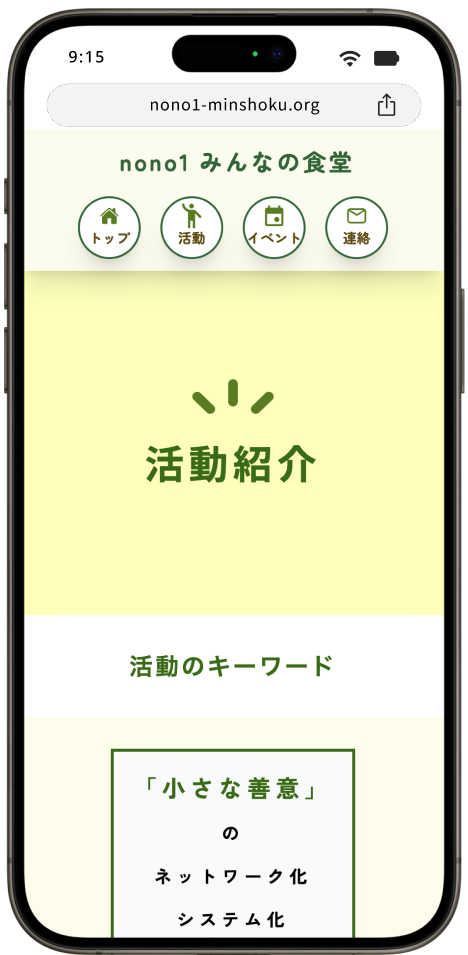 9:15
nono1-minshoku.org
nono1 みんなの食堂
トップ
活動
イベント
連絡
活動紹介
活動のキーワード
「小さな善意」
の
ネットワーク化
システム化